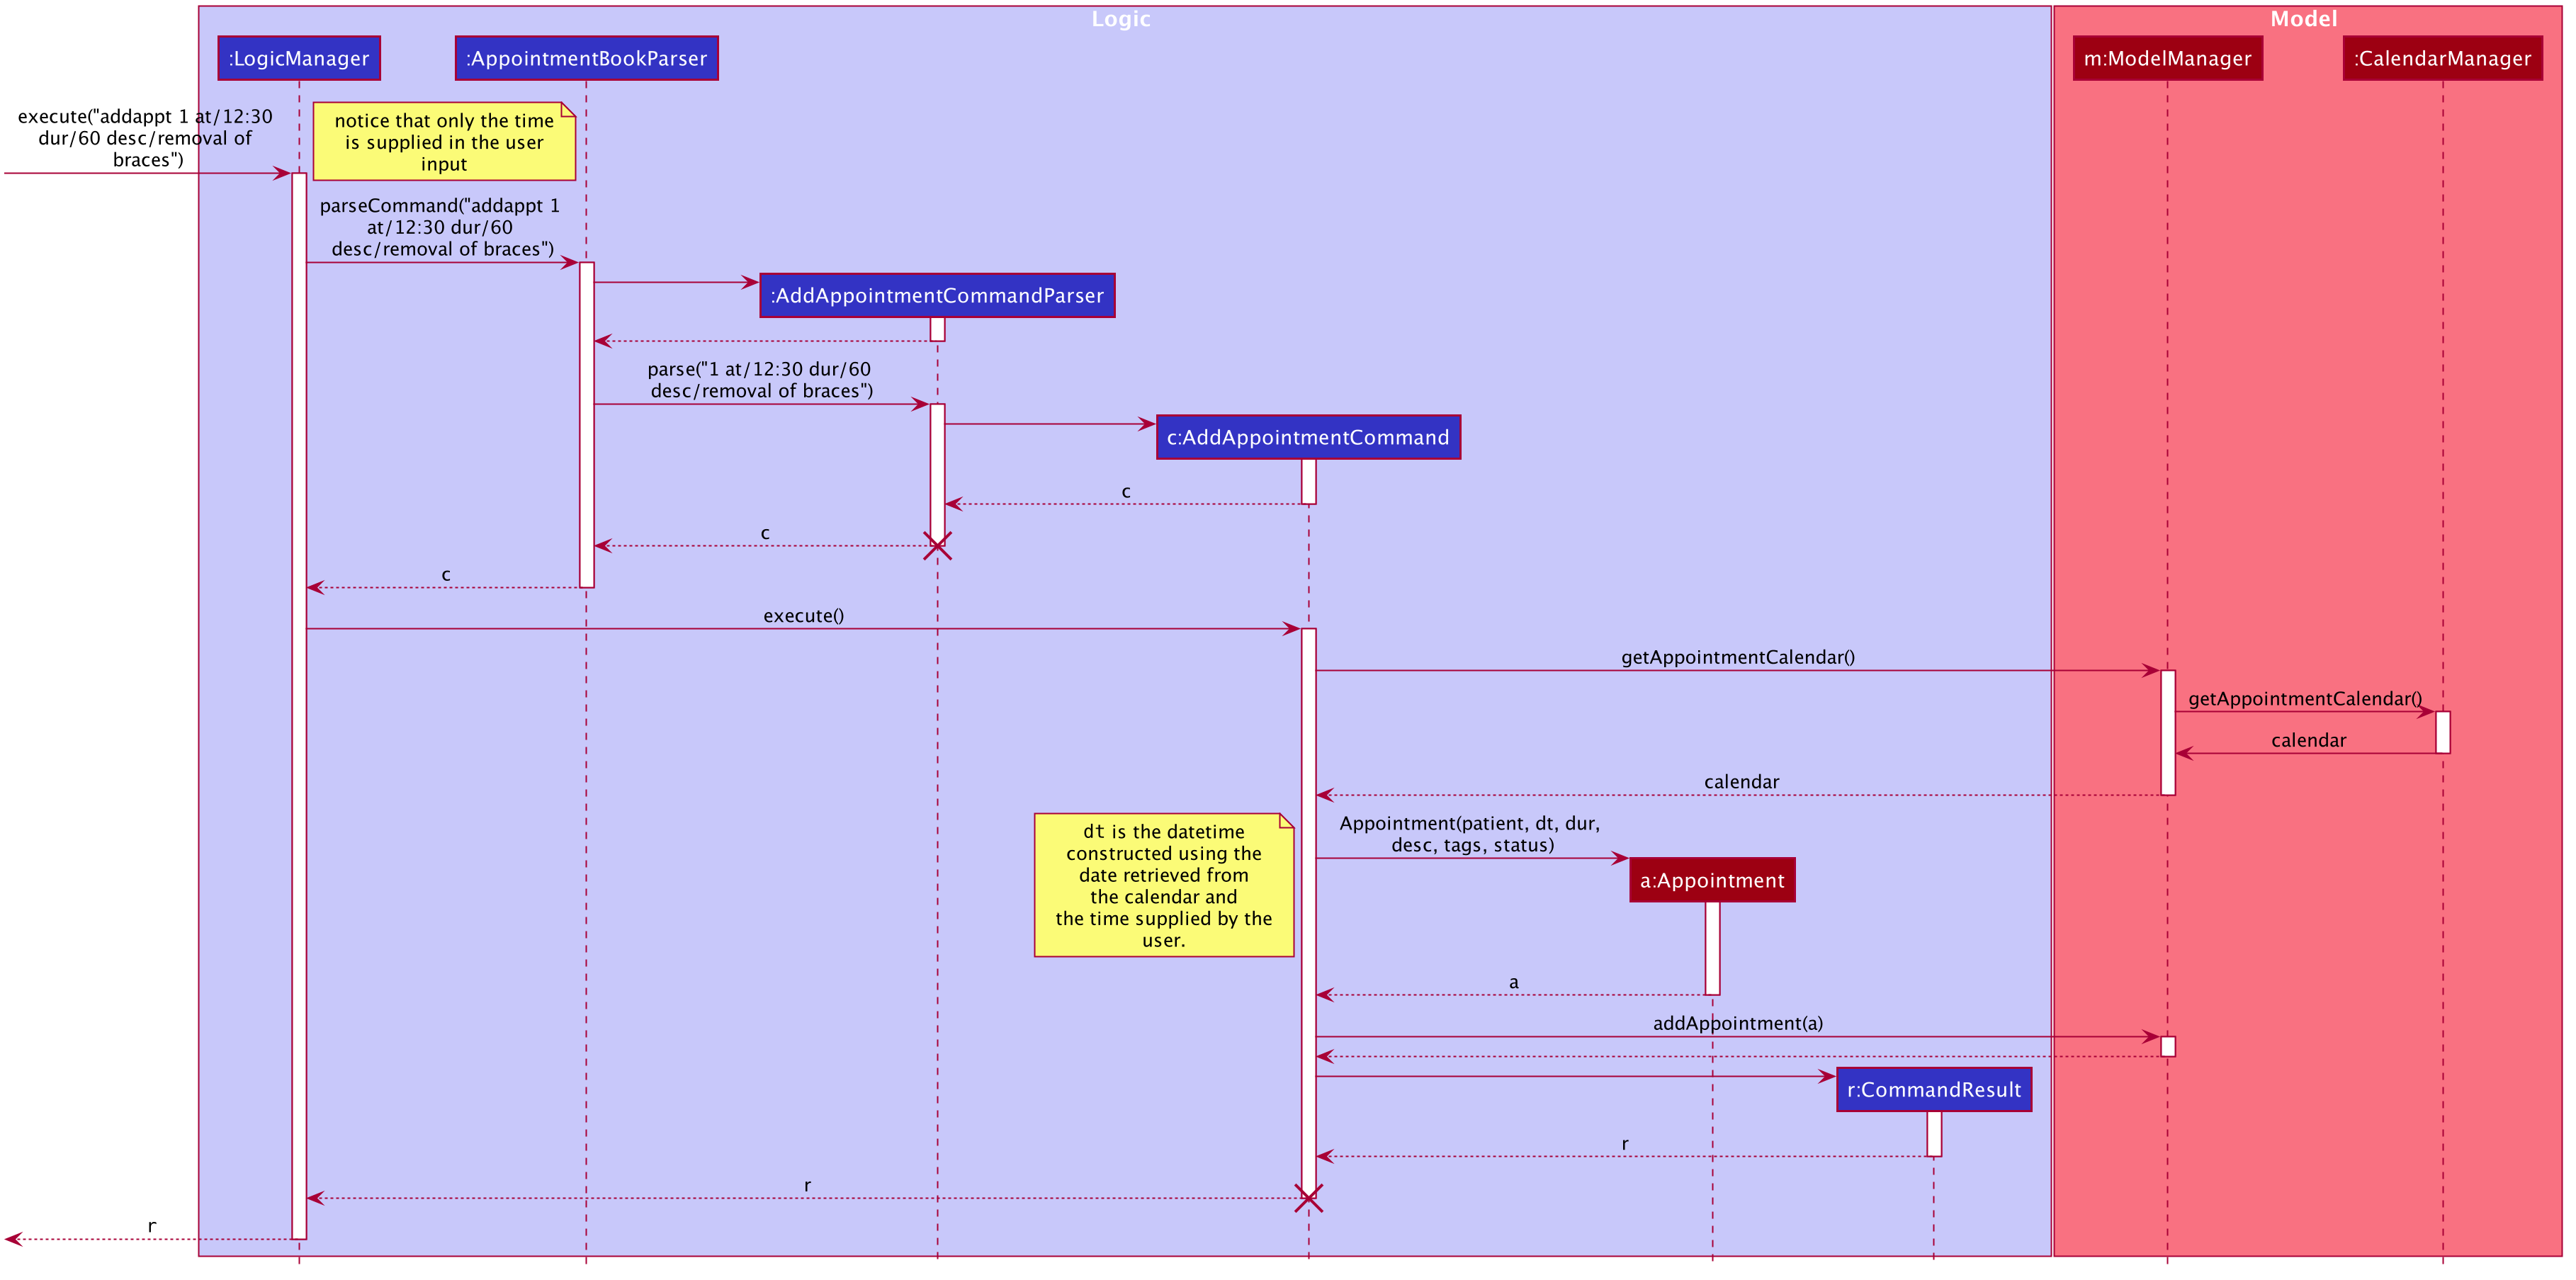 Logic
Model
:LogicManager
:AppointmentBookParser
m:ModelManager
:CalendarManager
execute("addappt 1 at/12:30
dur/60 desc/removal of
braces")
notice that only the time
is supplied in the user
input
parseCommand("addappt 1
at/12:30 dur/60
desc/removal of braces")
:AddAppointmentCommandParser
parse("1 at/12:30 dur/60
desc/removal of braces")
c:AddAppointmentCommand
c
c
c
execute()
getAppointmentCalendar()
getAppointmentCalendar()
calendar
calendar
dt is the datetime
constructed using the
date retrieved from
the calendar and
the time supplied by the
user.
Appointment(patient, dt, dur,
desc, tags, status)
a:Appointment
a
addAppointment(a)
r:CommandResult
r
r
r